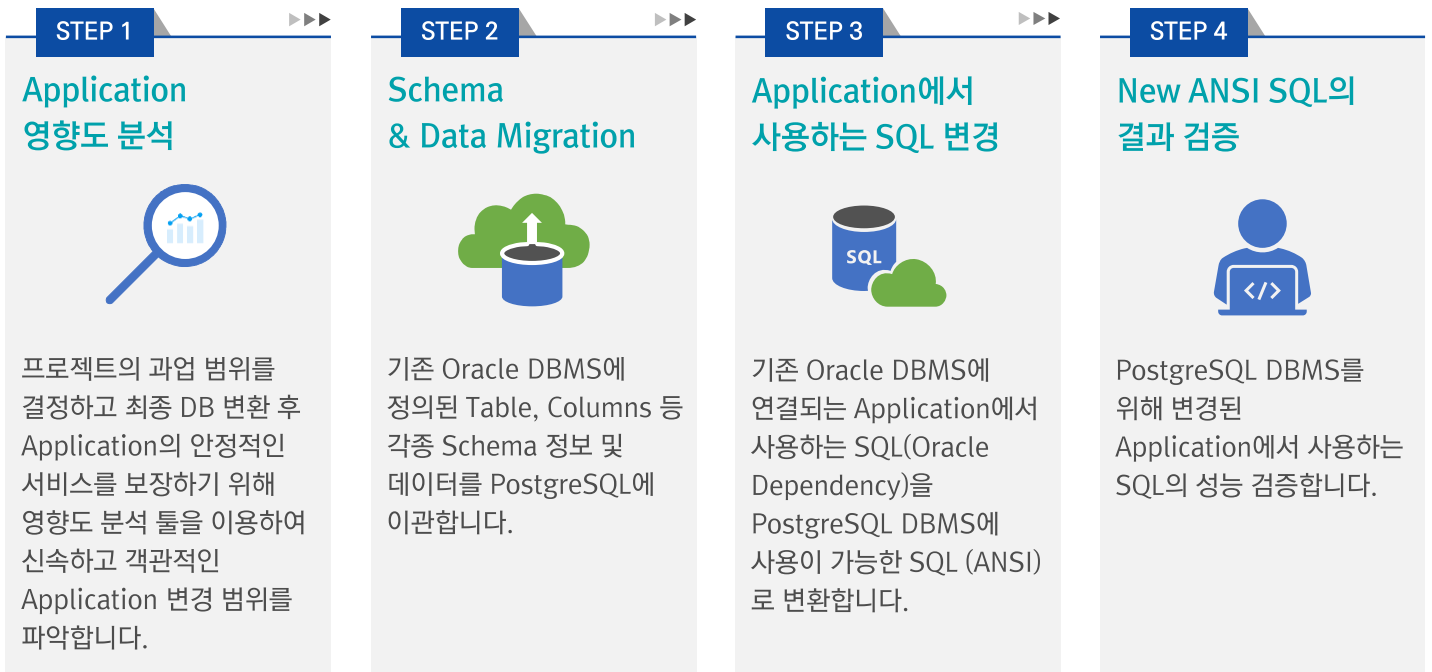 STEP 1
Application
영향도 분석
프로젝트의 과업 범위를
결정하고 최종 DB 변환 후
Application의 안정적인
서비스를 보장하기 위해
영향도 분석 툴을 이용하여
신속하고 객관적인
Application 변경 범위를
파악합니다.
STEP 2
Schema
& Data Migration
기존 Oracle DBMS에
정의된 Table, Columns 등
각종 Schema 정보 및
데이터를 PostgreSQL에
이관합니다.
STEP 3
Application에서
사용하는 SQL 변경
SQL
기존 Oracle DBMS에
연결되는 Application에서
사용하는 SQL(Oracle
Dependency)을
PostgreSQL DBMS에
사용이 가능한 SQL (ANSI)
로 변환합니다.
STEP 4
New ANSI SQL의
결과 검증
</>
PostgreSQL DBMS를
위해 변경된
Application에서 사용하는
SQL의 성능 검증합니다.